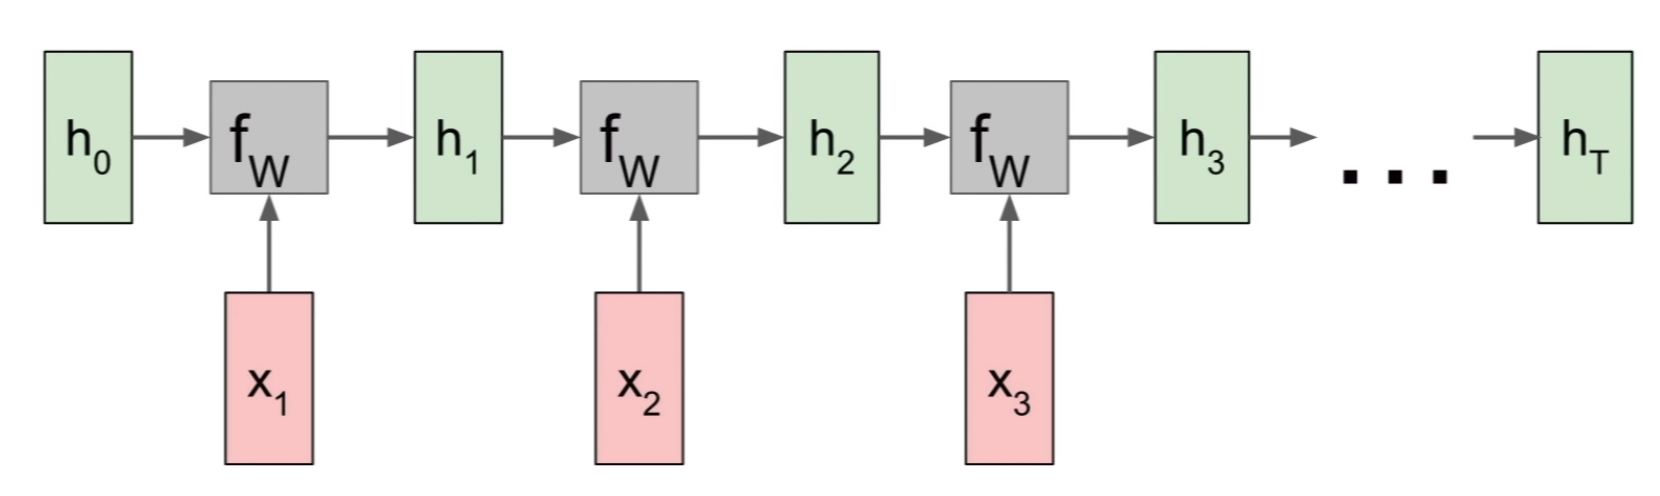 h0 fW h1 fW h2 fW h3 ... hT
x1 x2 x3